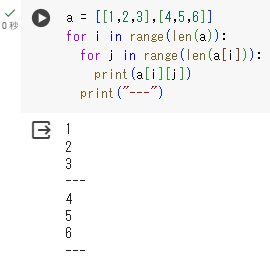 a = [[1,2,3],[4,5,6]]
for i in range(len(a)):
  for j in range(len(a[i])):
    print(a[i][j])
  print("---")
0 秒
1
2
3
---
4
5
6
---